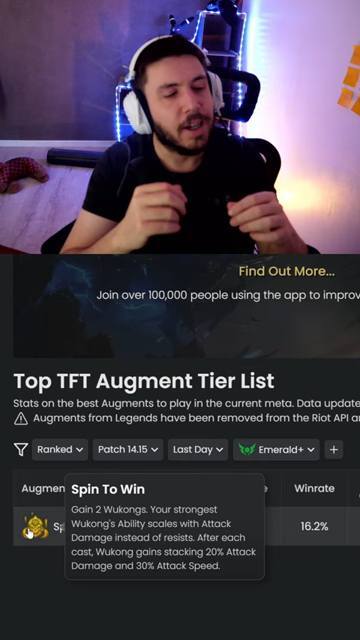 Find Out More...
Join over 100,000 people using the app to improv
Top TFT Augment Tier List
Stats on the best Augments to play in the current meta. Data update
Augments from Legends have been removed from the Riot API a
Ranked
Patch 14.15
Last Day
Emerald+
Augmen
Winrate
Sp
16.2%
Spin To Win
Gain 2 Wukongs. Your strongest
Wukong's Ability scales with Attack
Damage instead of resists. After each
cast, Wukong gains stacking 20% Attack
Damage and 30% Attack Speed.